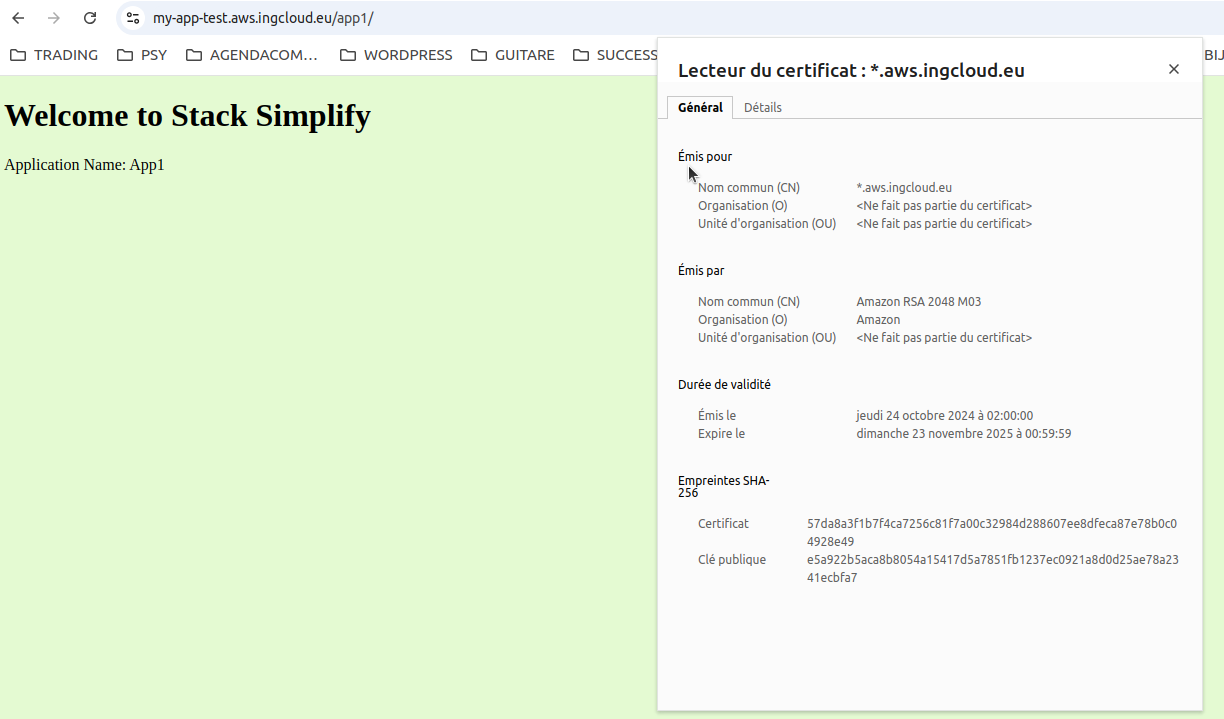 my-app-test.aws.ingcloud.eu/app1/
TRADING PSY AGENDACOM... WORDPRESS GUITARE SUCCESS BIJ
Welcome to Stack Simplify
Application Name: App1
Lecteur du certificat : *.aws.ingcloud.eu
Général Détails
Émis pour
Nom commun (CN) *.aws.ingcloud.eu
Organisation (O) <Ne fait pas partie du certificat>
Unité d'organisation (OU) <Ne fait pas partie du certificat>
Émis par
Nom commun (CN) Amazon RSA 2048 M03
Organisation (O) Amazon
Unité d'organisation (OU) <Ne fait pas partie du certificat>
Durée de validité
Émis le jeudi 24 octobre 2024 à 02:00:00
Expire le dimanche 23 novembre 2025 à 00:59:59
Empreintes SHA-
256
Certificat 57da8a3f1b7f4ca7256c81f7a00c32984d288607ee8dfeca87e78b0c0
4928e49
Clé publique e5a922b5aca8b8054a15417d5a7851fb1237ec0921a8d0d25ae78a23
41ecbfa7